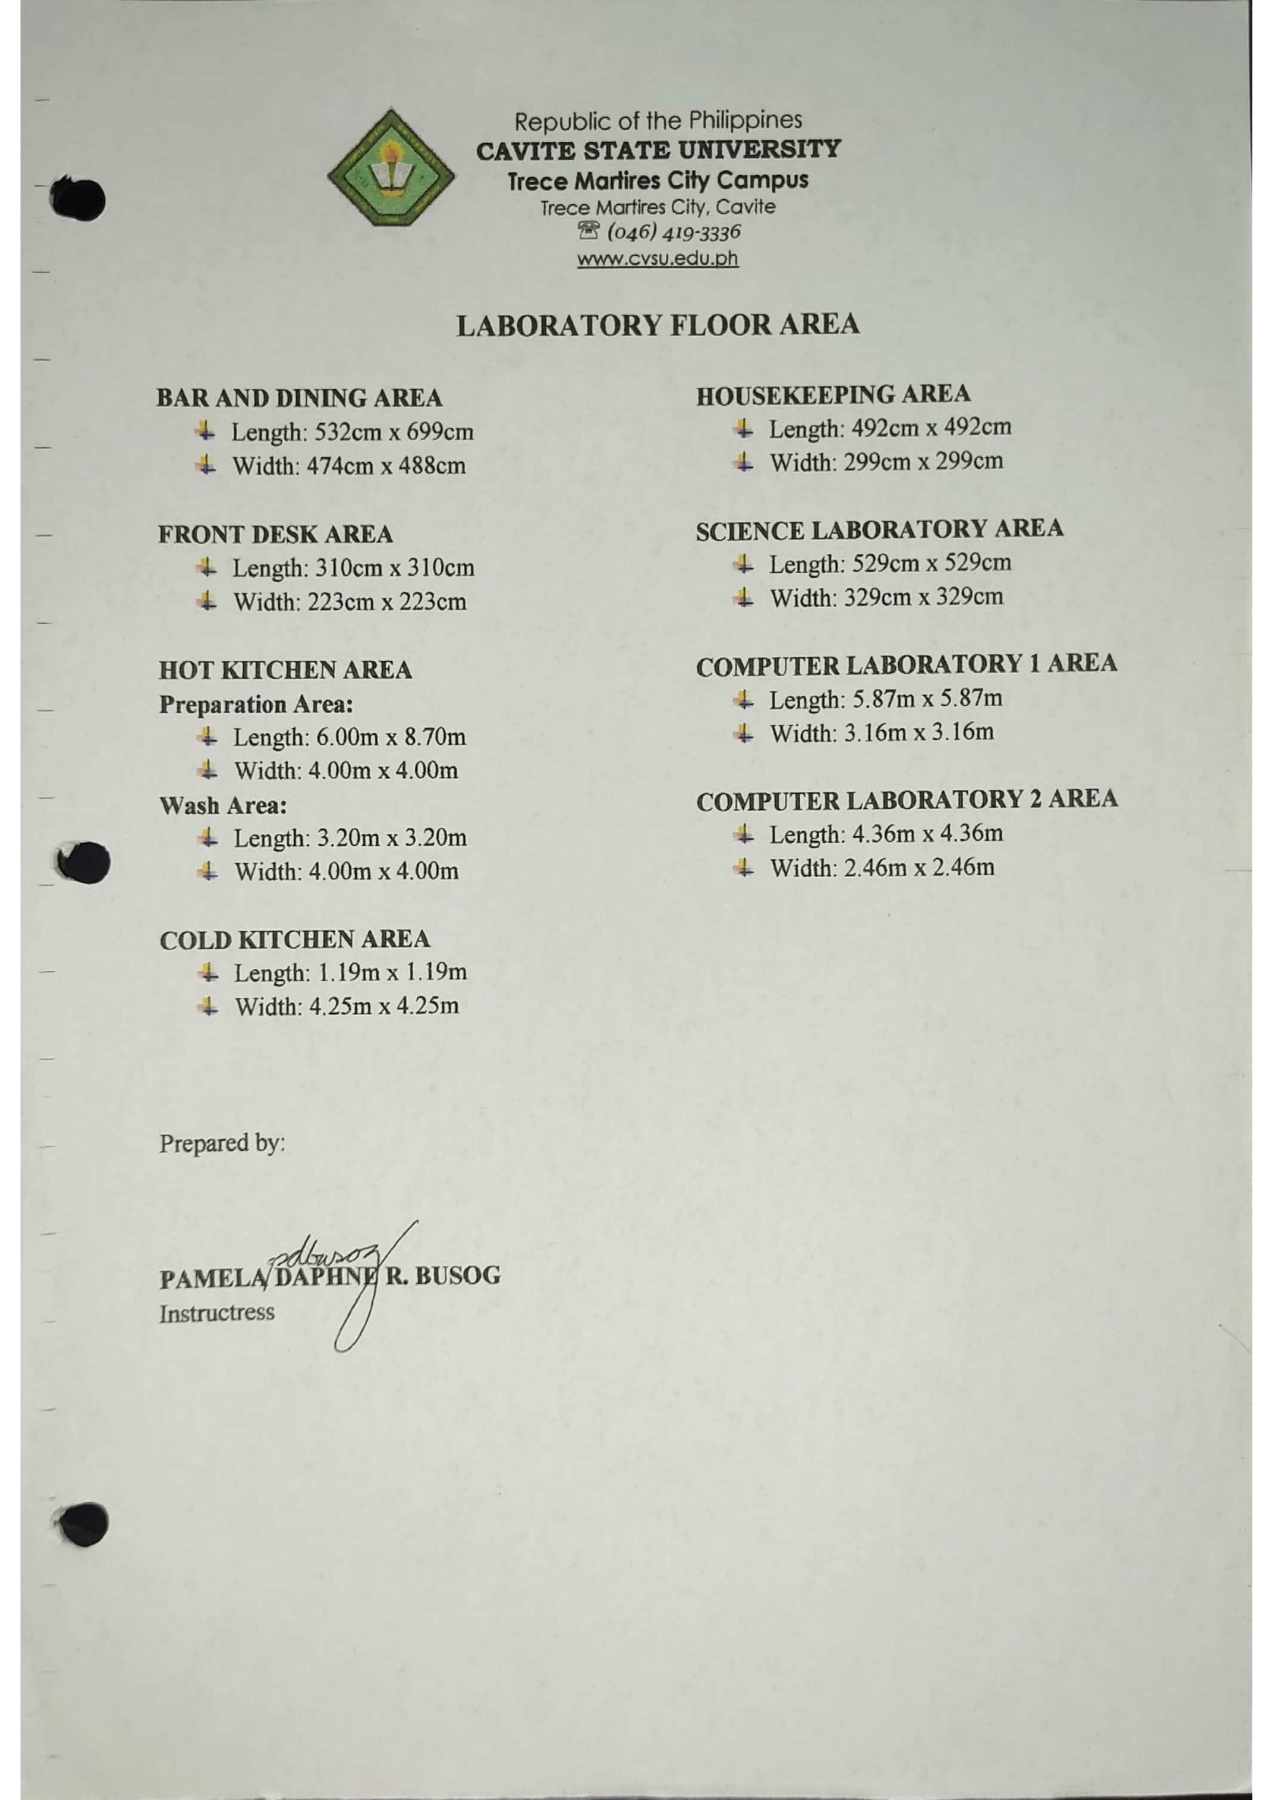 Republic of the Philippines
CAVITE STATE UNIVERSITY
Trece Martires City Campus
Trece Martires City, Cavite
☏ (046) 419-3336
www.cvsu.edu.ph
LABORATORY FLOOR AREA
BAR AND DINING AREA
Length: 532cm x 699cm
Width: 474cm x 488cm
FRONT DESK AREA
Length: 310cm x 310cm
Width: 223cm x 223cm
HOT KITCHEN AREA
Preparation Area:
Length: 6.00m x 8.70m
Width: 4.00m x 4.00m
Wash Area:
Length: 3.20m x 3.20m
Width: 4.00m x 4.00m
COLD KITCHEN AREA
Length: 1.19m x 1.19m
Width: 4.25m x 4.25m
HOUSEKEEPING AREA
Length: 492cm x 492cm
Width: 299cm x 299cm
SCIENCE LABORATORY AREA
Length: 529cm x 529cm
Width: 329cm x 329cm
COMPUTER LABORATORY 1 AREA
Length: 5.87m x 5.87m
Width: 3.16m x 3.16m
COMPUTER LABORATORY 2 AREA
Length: 4.36m x 4.36m
Width: 2.46m x 2.46m
Prepared by:
pdbusog
PAMELA DAPHNE R. BUSOG
Instructress